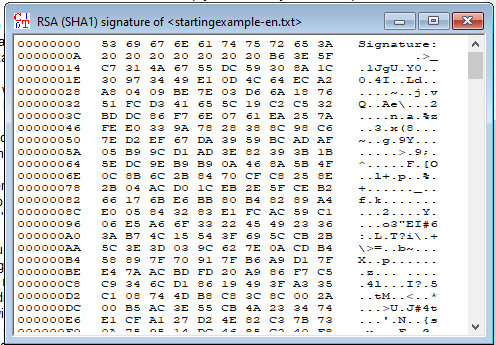 RSA (SHA1) signature of <startingexample-en.txt>
00000000 53 69 67 6E 61 74 75 72 65 3A Signature:
0000000A 20 20 20 20 20 20 20 B6 3E 5F .>_
00000014 C7 31 4A 67 55 DC 59 30 8A 1C .1JgU.Y0..
0000001E 30 97 34 49 E1 0D 4C 64 EC A2 0.4I..Ld..
00000028 A8 04 09 BE 7E 03 D6 6A 18 76 ....~..j.v
00000032 51 FC D3 41 65 5C 19 C2 C5 32 Q..Ae\...2
0000003C BD DC 86 F7 6E 07 61 EA 25 7A ....n.a.%z
00000046 FE E0 33 9A 78 28 38 8C 98 C6 ..3.x(8...
00000050 7E D2 EF 67 DA 39 59 BC AD AF ~..g.9Y...
0000005A 05 B9 9C D1 AD 3E 82 39 3B 1B .....>.9;.
00000064 5E DC 9E B9 B9 0A 46 8A 5B 4F ^.....F.[O
0000006E 0C 8B 6C 2B 84 70 CF C8 25 8E ..l+.p..%.
00000078 2B 04 AC D0 1C EB 2E 5F CE B2 +......_..
00000082 66 17 6B E6 BB 80 B4 82 89 A4 f.k.......
0000008C E0 05 84 32 83 E1 FC AC 59 C1 ...2....Y.
00000096 06 E5 A6 6F 33 22 45 49 23 36 ...o3"EI#6
000000A0 3A B7 4C 15 54 3F 69 5C CB 2B :.L.T?i\.+
000000AA 5C 3E 3D 03 9C 62 7E 0A CD B4 \>=..b~...
000000B4 58 89 7F 70 91 7F B6 A9 D1 7F X..p......
000000BE E4 7A AC BD FD 20 A9 86 F7 C5 .z... ....
000000C8 C9 34 6C D1 86 19 49 3F A3 35 .4l...I?.5
000000D2 C1 08 74 4D B8 C8 3C 8C 00 2A ..tM..<..*
000000DC 00 B5 AC 3E 55 CB 4A 23 34 74 ...>U.J#4t
000000E6 E1 CF A1 27 D2 4E 82 C3 7B 73 ...'.N..{s